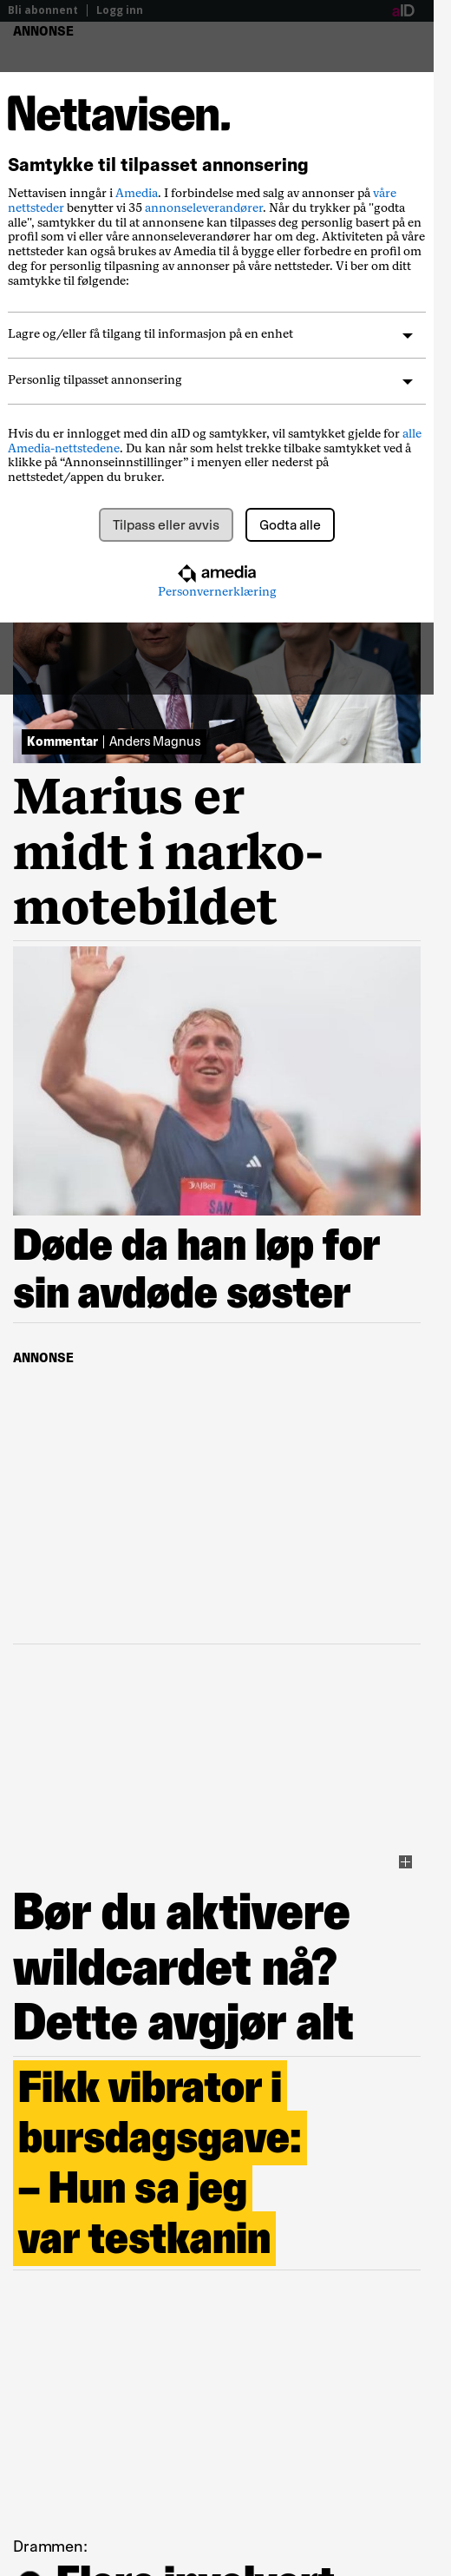 Bli abonnent | Logg inn
aID
ANNONSE
Nettavisen.
Samtykke til tilpasset annonsering
Nettavisen inngår i Amedia. I forbindelse med salg av annonser på våre
nettsteder benytter vi 35 annonseleverandører. Når du trykker på "godta
alle", samtykker du til at annonsene kan tilpasses deg personlig basert på en
profil som vi eller våre annonseleverandører har om deg. Aktiviteten på våre
nettsteder kan også brukes av Amedia til å bygge eller forbedre en profil om
deg for personlig tilpasning av annonser på våre nettsteder. Vi ber om ditt
samtykke til følgende:
Lagre og/eller få tilgang til informasjon på en enhet
Personlig tilpasset annonsering
Hvis du er innlogget med din aID og samtykker, vil samtykket gjelde for alle
Amedia-nettstedene. Du kan når som helst trekke tilbake samtykket ved å
klikke på “Annonseinnstillinger” i menyen eller nederst på
nettstedet/appen du bruker.
Tilpass eller avvis Godta alle
amedia
Personvernerklæring
Kommentar | Anders Magnus
Marius er
midt i narko-
motebildet
AJBell
SAM
Døde da han løp for
sin avdøde søster
ANNONSE
Bør du aktivere
wildcardet nå?
Dette avgjør alt
Fikk vibrator i
bursdagsgave:
– Hun sa jeg
var testkanin
Drammen:
Flere involvert